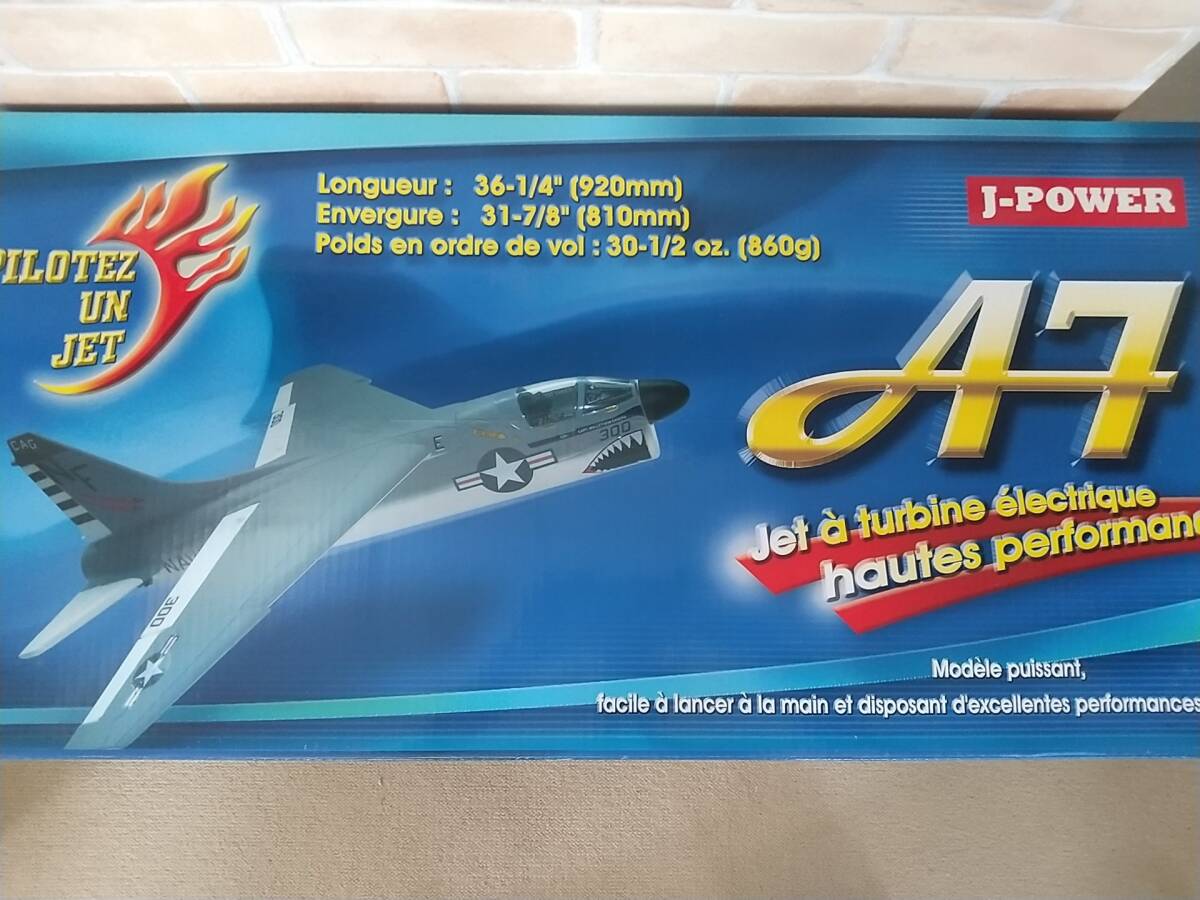 Longueur : 36-1/4" (920mm)
Envergure : 31-7/8" (810mm)
Poids en ordre de vol : 30-1/2 oz. (860g)
J-POWER
PILOTEZ
UN
JET
A7
Jet à turbine électrique
hautes performan
Modèle puissant,
facile à lancer à la main et disposant d'excellentes performances
CAG
E
300
NAV
300